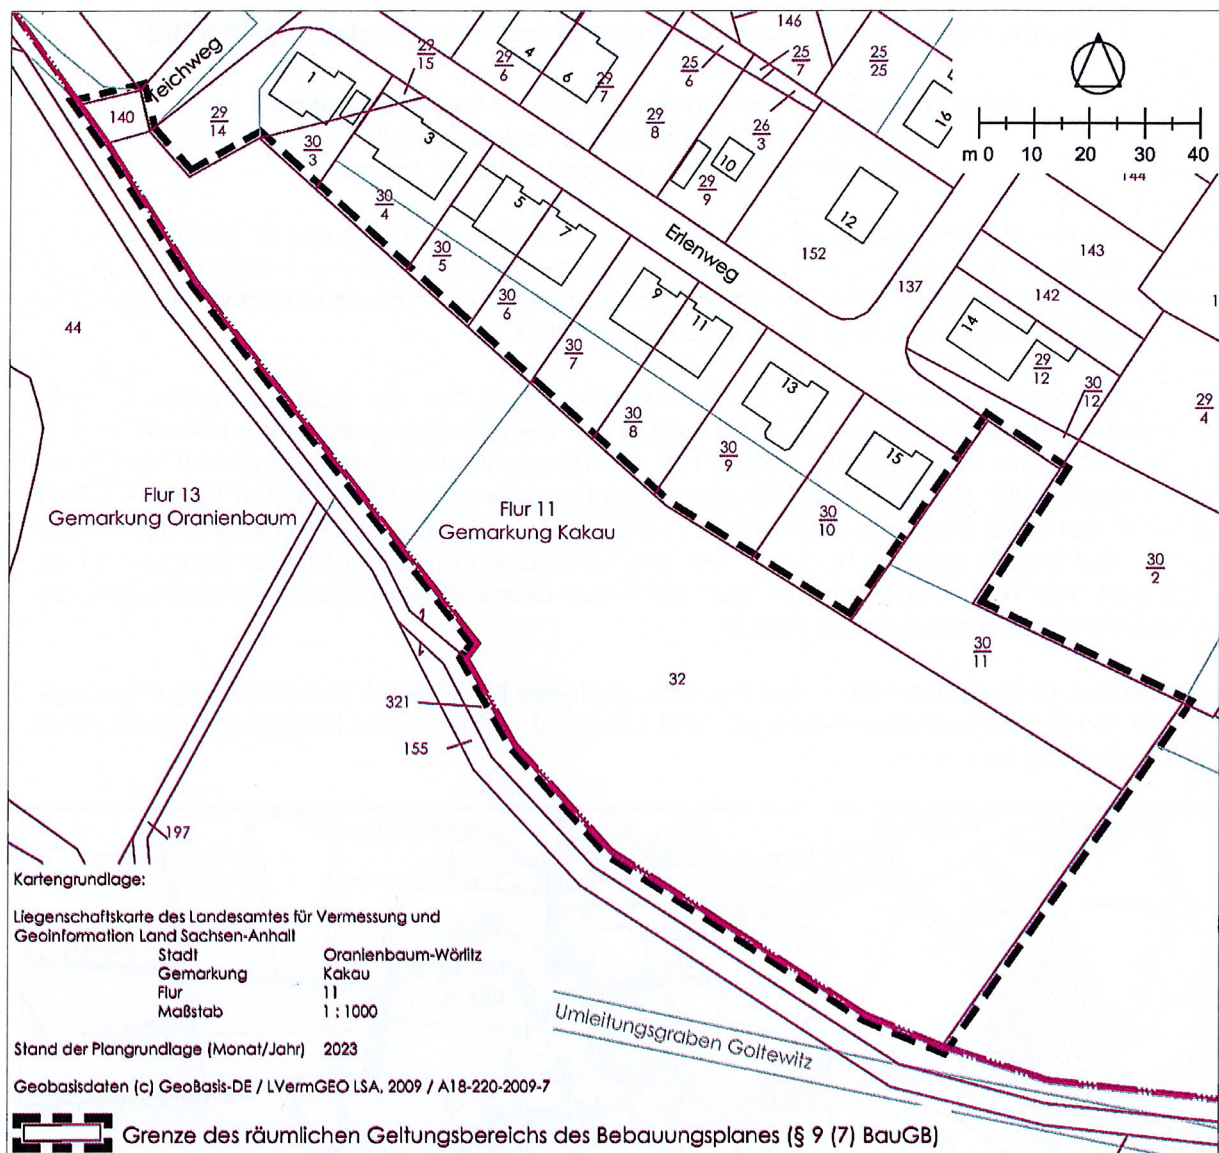 146
29/15
29/6
4
6
29/7
25/6
25/7
25/25
Teichweg
140
29/14
1
3
30/3
29/8
26/3
10
29/9
16
m 0 10 20 30 40
144
30/4
5
7
12
Erlenweg
152
143
30/5
30/6
9
11
137
142
44
30/7
13
14
29/12
30/12
29/4
30/8
30/9
15
Flur 13
Gemarkung Oranienbaum
Flur 11
Gemarkung Kakau
30/10
30/2
30/11
32
321
155
197
Kartengrundlage:
Liegenschaftskarte des Landesamtes für Vermessung und
Geoinformation Land Sachsen-Anhalt
Stadt Oranienbaum-Wörlitz
Gemarkung Kakau
Flur 11
Maßstab 1 : 1000
Umleitungsgraben Goltewitz
Stand der Plangrundlage (Monat/Jahr) 2023
Geobasisdaten (c) GeoBasis-DE / LVermGEO LSA, 2009 / A18-220-2009-7
Grenze des räumlichen Geltungsbereichs des Bebauungsplanes (§ 9 (7) BauGB)